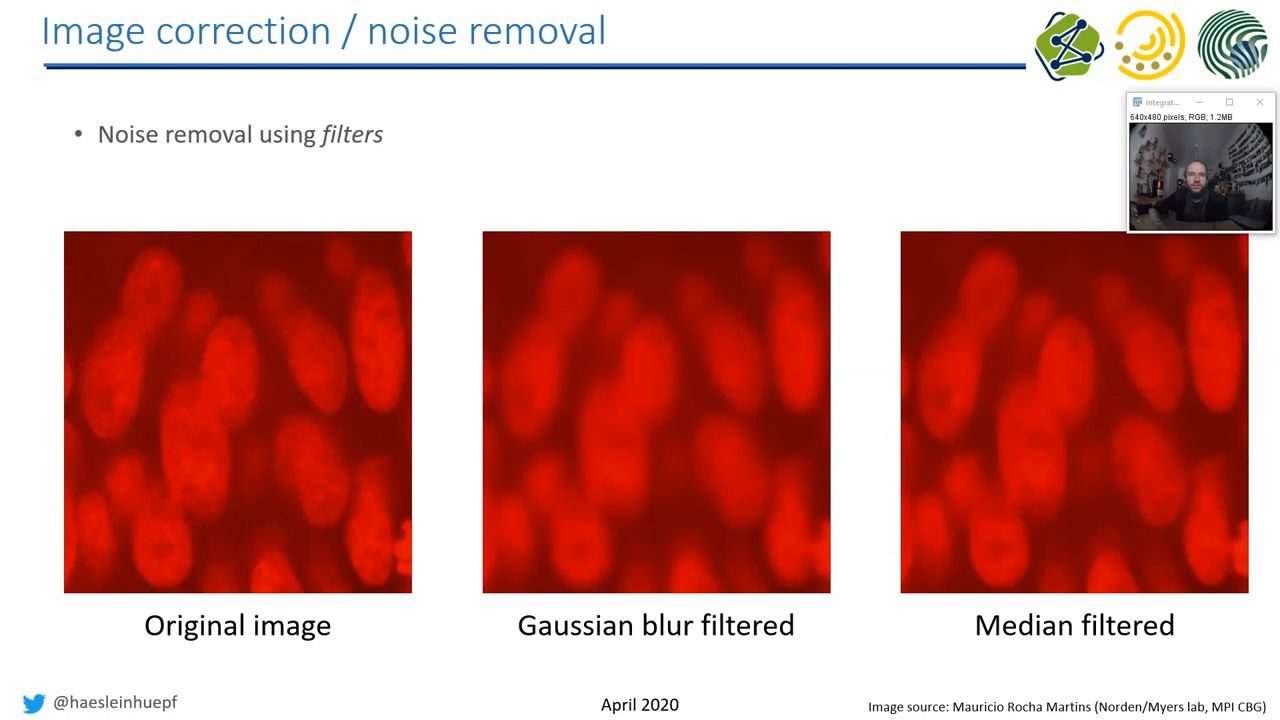 Image correction / noise removal
Integrat...
640x480 pixels; RGB; 1.2MB
• Noise removal using filters
Original image
Gaussian blur filtered
Median filtered
@haesleinhuepf
April 2020
Image source: Mauricio Rocha Martins (Norden/Myers lab, MPI CBG)